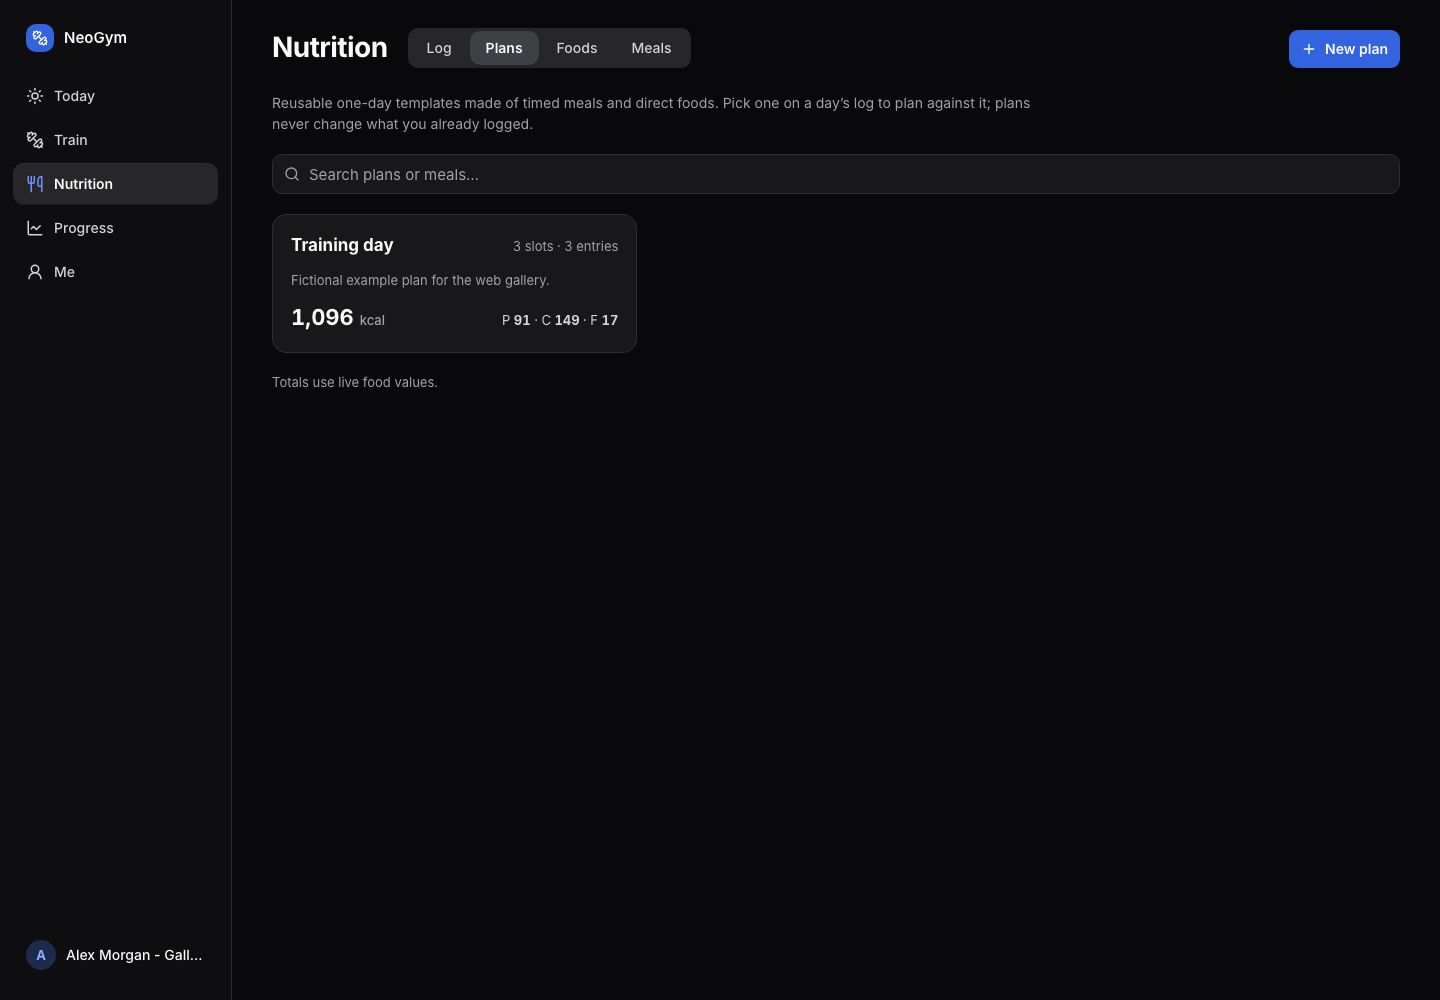 NeoGym
Today
Train
Nutrition
Progress
Me
Alex Morgan - Gall...
Nutrition
Log
Plans
Foods
Meals
New plan
Reusable one-day templates made of timed meals and direct foods. Pick one on a day’s log to plan against it; plans
never change what you already logged.
Search plans or meals...
Training day
3 slots · 3 entries
Fictional example plan for the web gallery.
1,096 kcal
P 91 · C 149 · F 17
Totals use live food values.
A